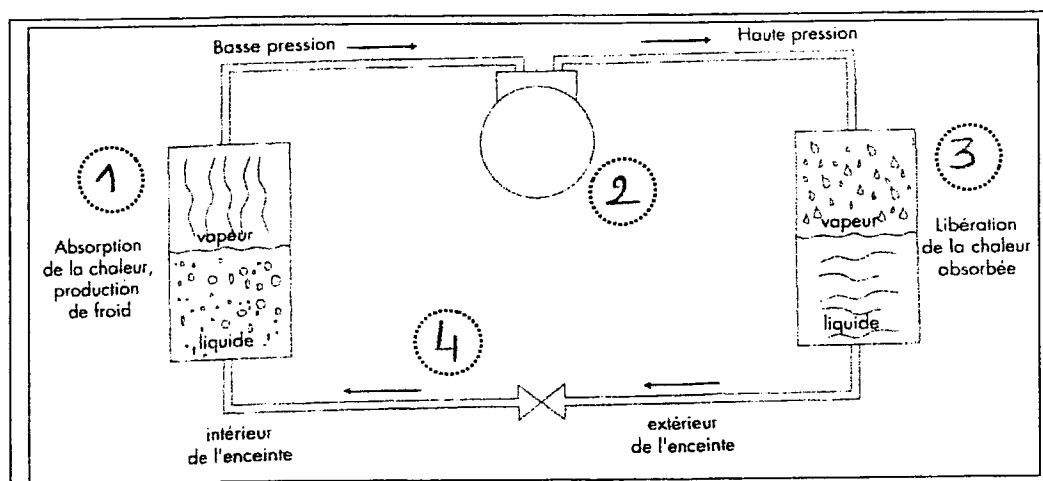 Basse pression
Haute pression
1
2
3
vapeur
vapeur
Absorption
de la chaleur,
production
de froid
Libération
de la chaleur
absorbée
liquide
liquide
4
intérieur
de l'enceinte
extérieur
de l'enceinte